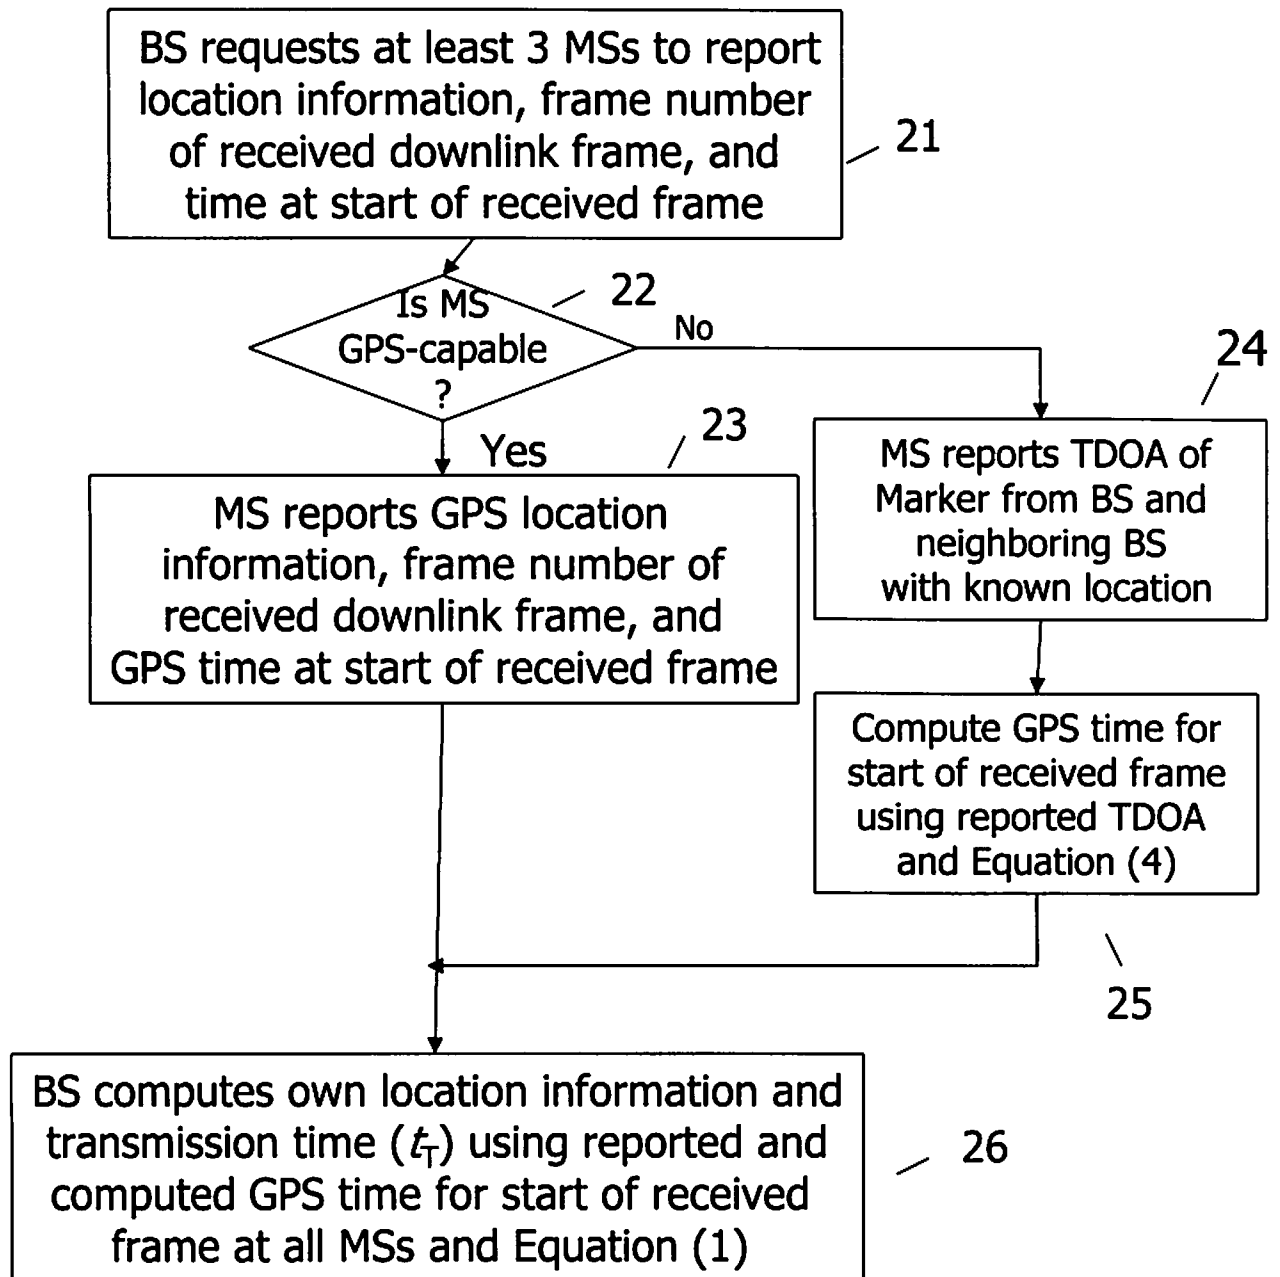 BS requests at least 3 MSs to report
location information, frame number
of received downlink frame, and
time at start of received frame
21
Is MS
GPS-capable
?
22
No
Yes
23
MS reports GPS location
information, frame number of
received downlink frame, and
GPS time at start of received frame
24
MS reports TDOA of
Marker from BS and
neighboring BS
with known location
Compute GPS time for
start of received frame
using reported TDOA
and Equation (4)
25
BS computes own location information and
transmission time (tT) using reported and
computed GPS time for start of received
frame at all MSs and Equation (1)
26